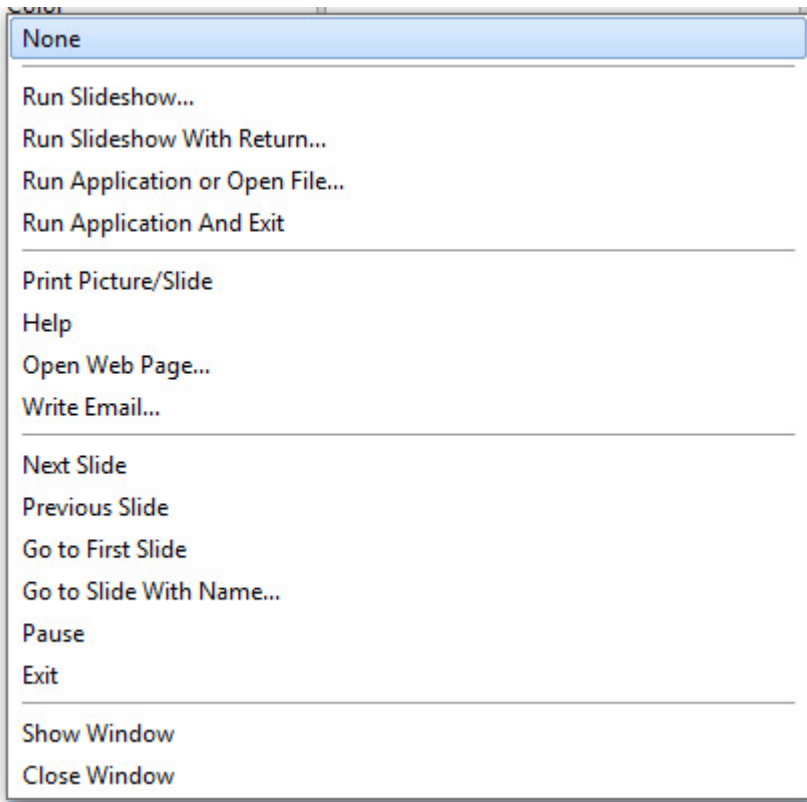 Color
None
Run Slideshow...
Run Slideshow With Return...
Run Application or Open File...
Run Application And Exit
Print Picture/Slide
Help
Open Web Page...
Write Email...
Next Slide
Previous Slide
Go to First Slide
Go to Slide With Name...
Pause
Exit
Show Window
Close Window